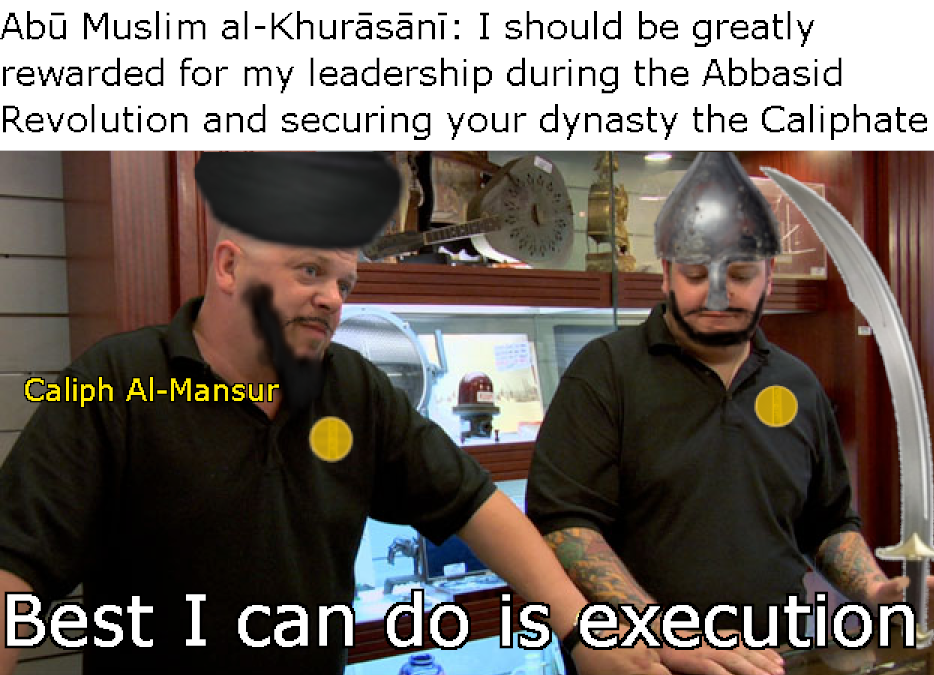 Abū Muslim al-Khurāsānī: I should be greatly
rewarded for my leadership during the Abbasid
Revolution and securing your dynasty the Caliphate
Caliph Al-Mansur
Best I can do is execution